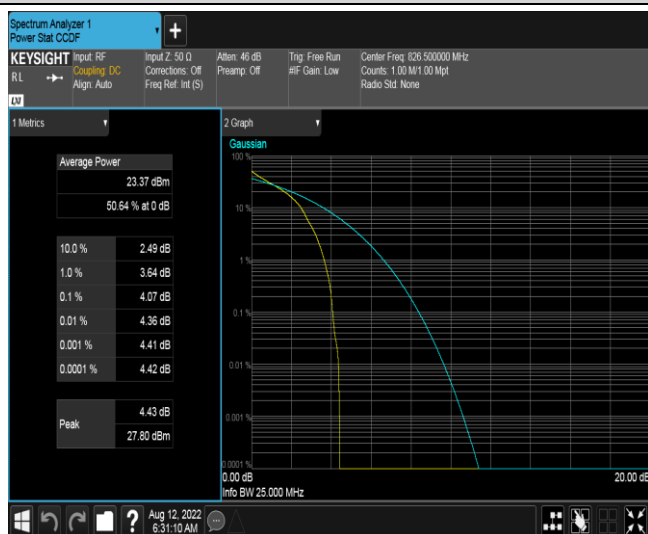 Spectrum Analyzer 1
Power Stat CCDF
+
KEYSIGHT
RL
LXI
Input: RF
Coupling: DC
Align: Auto
Input Z: 50 Ω
Corrections: Off
Freq Ref: Int (S)
Atten: 46 dB
Preamp: Off
Trig: Free Run
#IF Gain: Low
Center Freq: 826.500000 MHz
Counts: 1.00 M/1.00 Mpt
Radio Std: None
1 Metrics
Average Power
23.37 dBm
50.64 % at 0 dB
10.0 % 2.49 dB
1.0 % 3.64 dB
0.1 % 4.07 dB
0.01 % 4.36 dB
0.001 % 4.41 dB
0.0001 % 4.42 dB
Peak
4.43 dB
27.80 dBm
2 Graph
Gaussian
100 %
10 %
1 %
0.1 %
0.01 %
0.001 %
0.0001 %
0.00 dB
20.00 dB
Info BW 25.000 MHz
?
Aug 12, 2022
6:31:10 AM